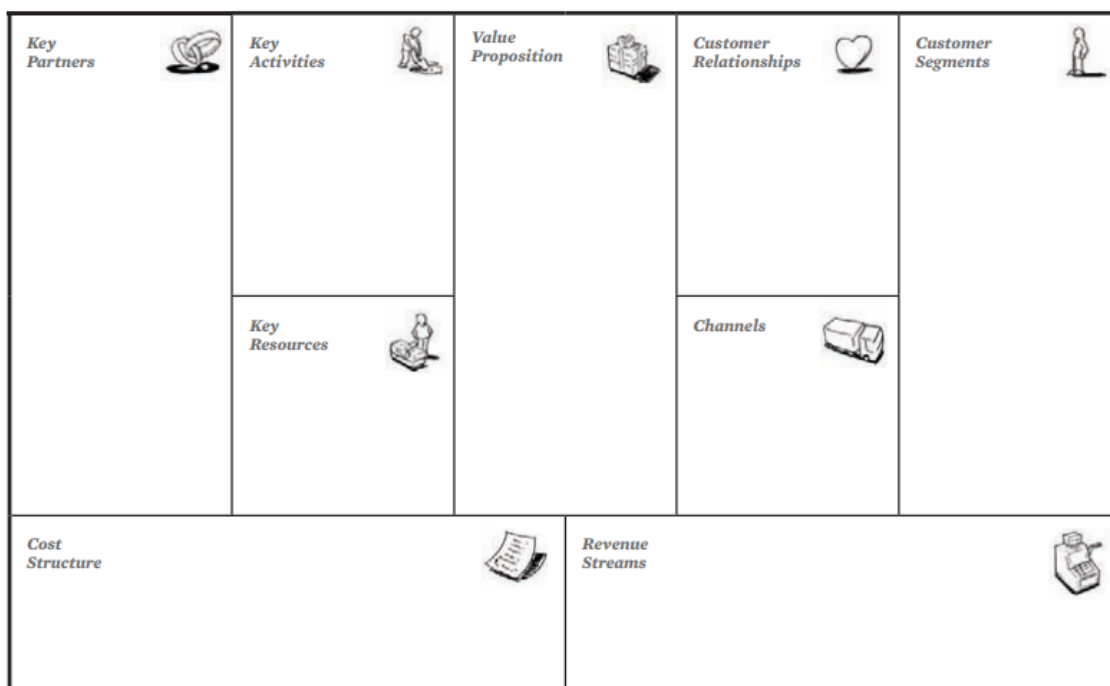 Key
Partners
Key
Activities
Value
Proposition
Customer
Relationships
Customer
Segments
Key
Resources
Channels
Cost
Structure
Revenue
Streams